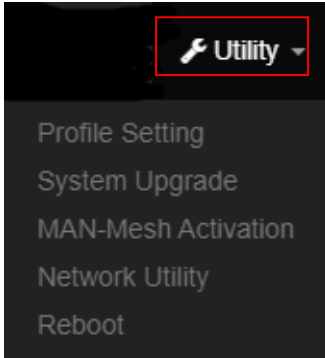 Utility
Profile Setting
System Upgrade
MAN-Mesh Activation
Network Utility
Reboot